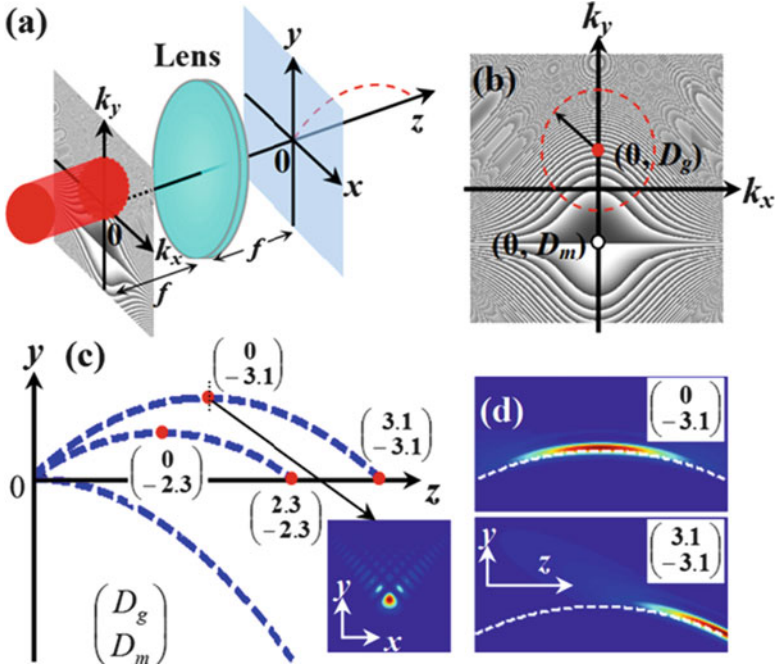 (a)
Lens
k_y
y
z
0
x
0
k_x
f
f
(b)
k_y
(0, D_g)
k_x
(0, D_m)
y
(c)
(0
-3.1)
(3.1
-3.1)
0
z
(0
-2.3)
(2.3
-2.3)
(D_g
D_m)
y
x
(d)
(0
-3.1)
(3.1
-3.1)
y
z